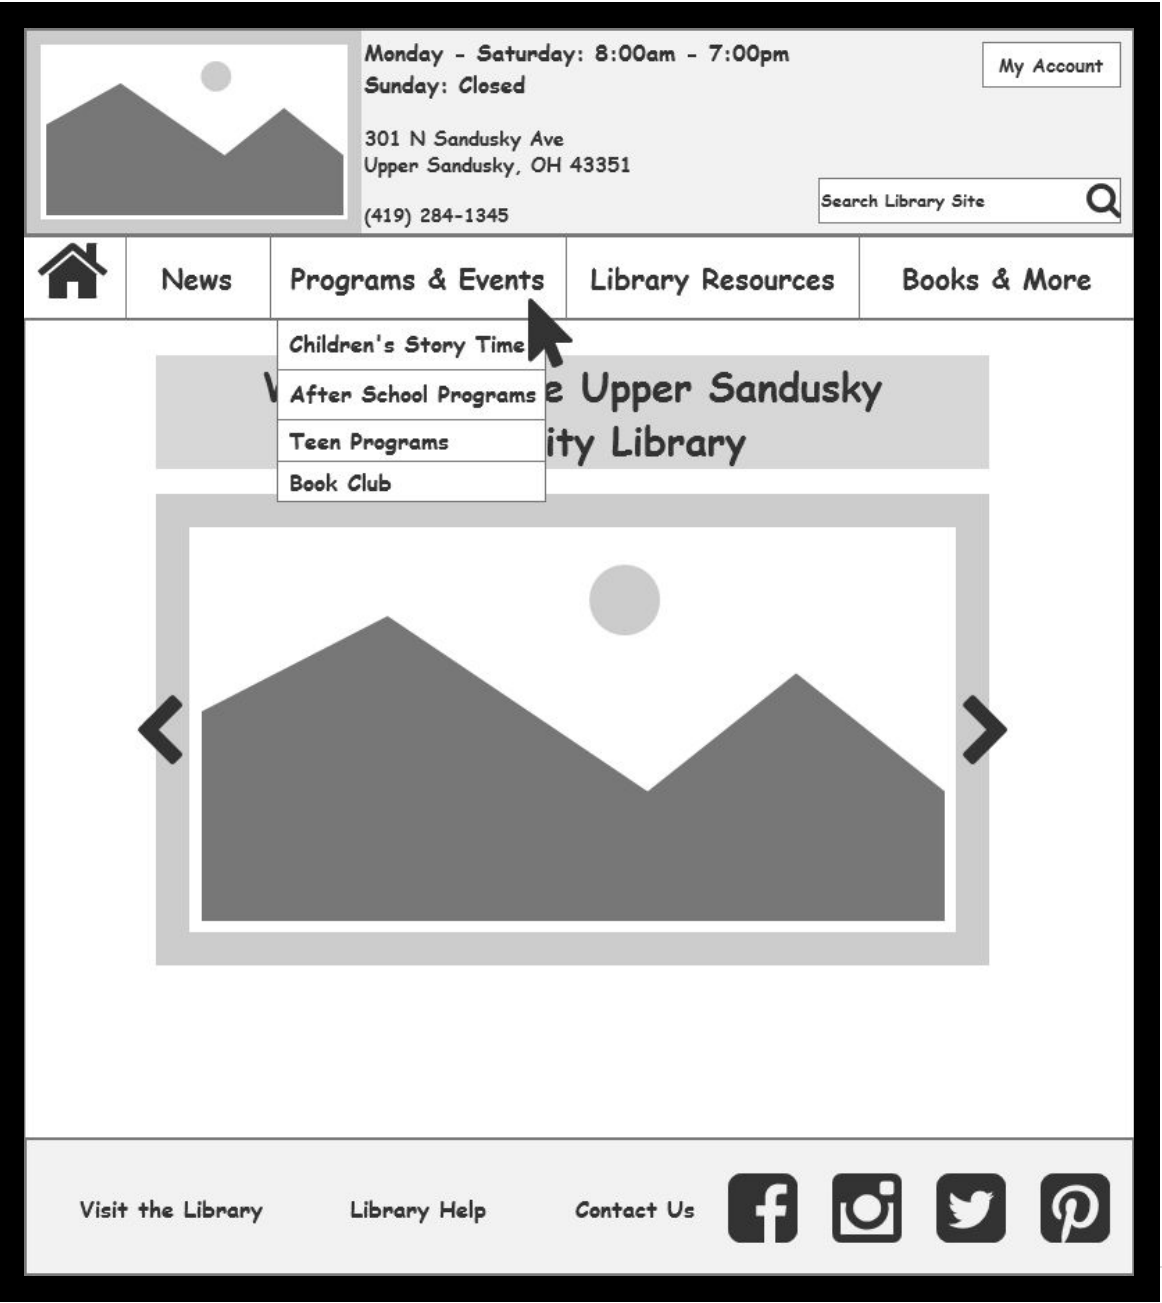 Monday - Saturday: 8:00am - 7:00pm
Sunday: Closed
301 N Sandusky Ave
Upper Sandusky, OH 43351
(419) 284-1345
My Account
Search Library Site
News
Programs & Events
Library Resources
Books & More
Children's Story Time
After School Programs
Teen Programs
Book Club
Upper Sandusky
Library
Visit the Library
Library Help
Contact Us